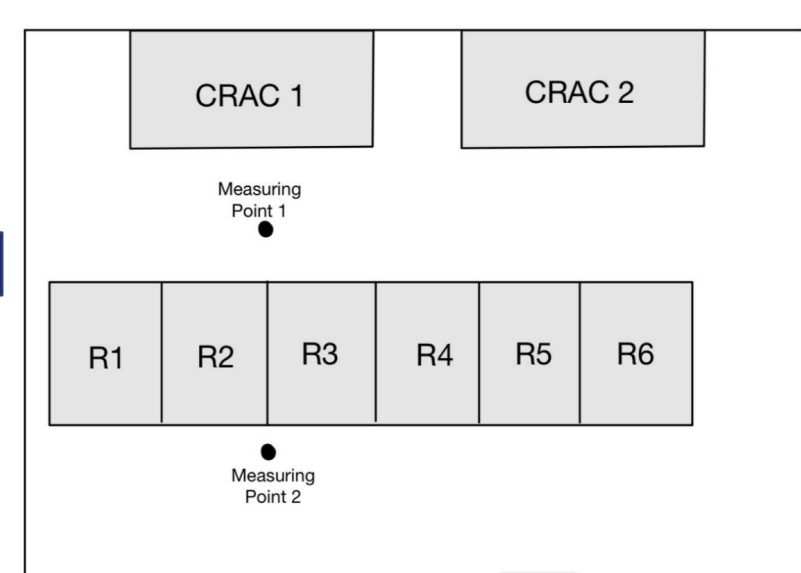 CRAC 1
CRAC 2
Measuring
Point 1
R1
R2
R3
R4
R5
R6
Measuring
Point 2